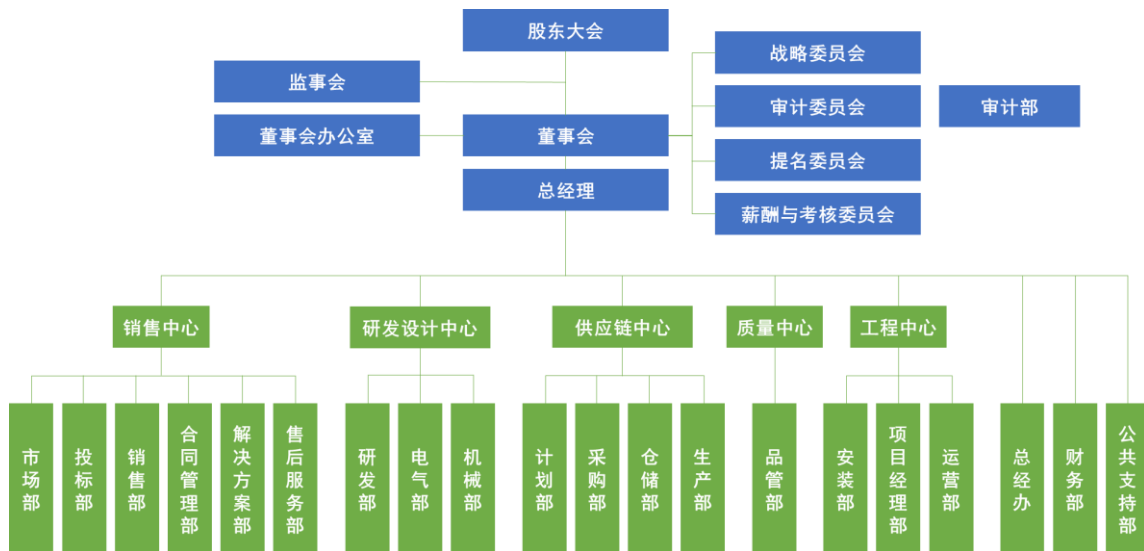 股东大会
战略委员会
监事会
审计委员会
审计部
董事会办公室
董事会
提名委员会
总经理
薪酬与考核委员会
销售中心
研发设计中心
供应链中心
质量中心
工程中心
市场部
投标部
销售部
合同管理部
解决方案部
售后服务部
研发部
电气部
机械部
计划部
采购部
仓储部
生产部
品管部
安装部
项目经理部
运营部
总经办
财务部
公共支持部